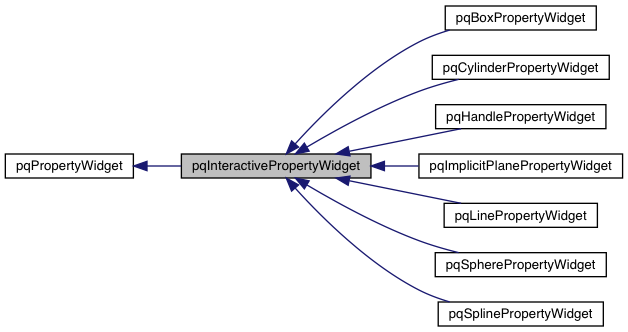 pqBoxPropertyWidget
pqCylinderPropertyWidget
pqHandlePropertyWidget
pqPropertyWidget
pqInteractivePropertyWidget
pqImplicitPlanePropertyWidget
pqLinePropertyWidget
pqSpherePropertyWidget
pqSplinePropertyWidget